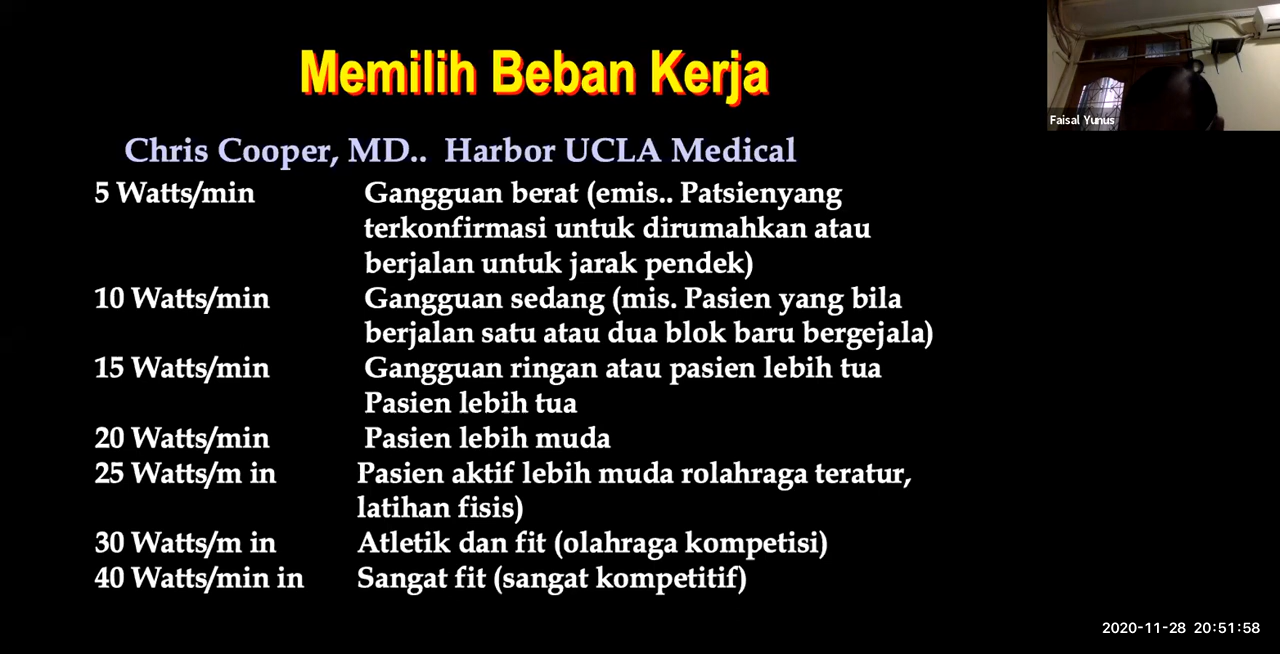 Memilih Beban Kerja
Faisal Yunus
Chris Cooper, MD.. Harbor UCLA Medical
5 Watts/min Gangguan berat (emis.. Patsienyang
terkonfirmasi untuk dirumahkan atau
berjalan untuk jarak pendek)
10 Watts/min Gangguan sedang (mis. Pasien yang bila
berjalan satu atau dua blok baru bergejala)
15 Watts/min Gangguan ringan atau pasien lebih tua
Pasien lebih tua
20 Watts/min Pasien lebih muda
25 Watts/m in Pasien aktif lebih muda rolahraga teratur,
latihan fisis)
30 Watts/m in Atletik dan fit (olahraga kompetisi)
40 Watts/min in Sangat fit (sangat kompetitif)
2020-11-28 20:51:58